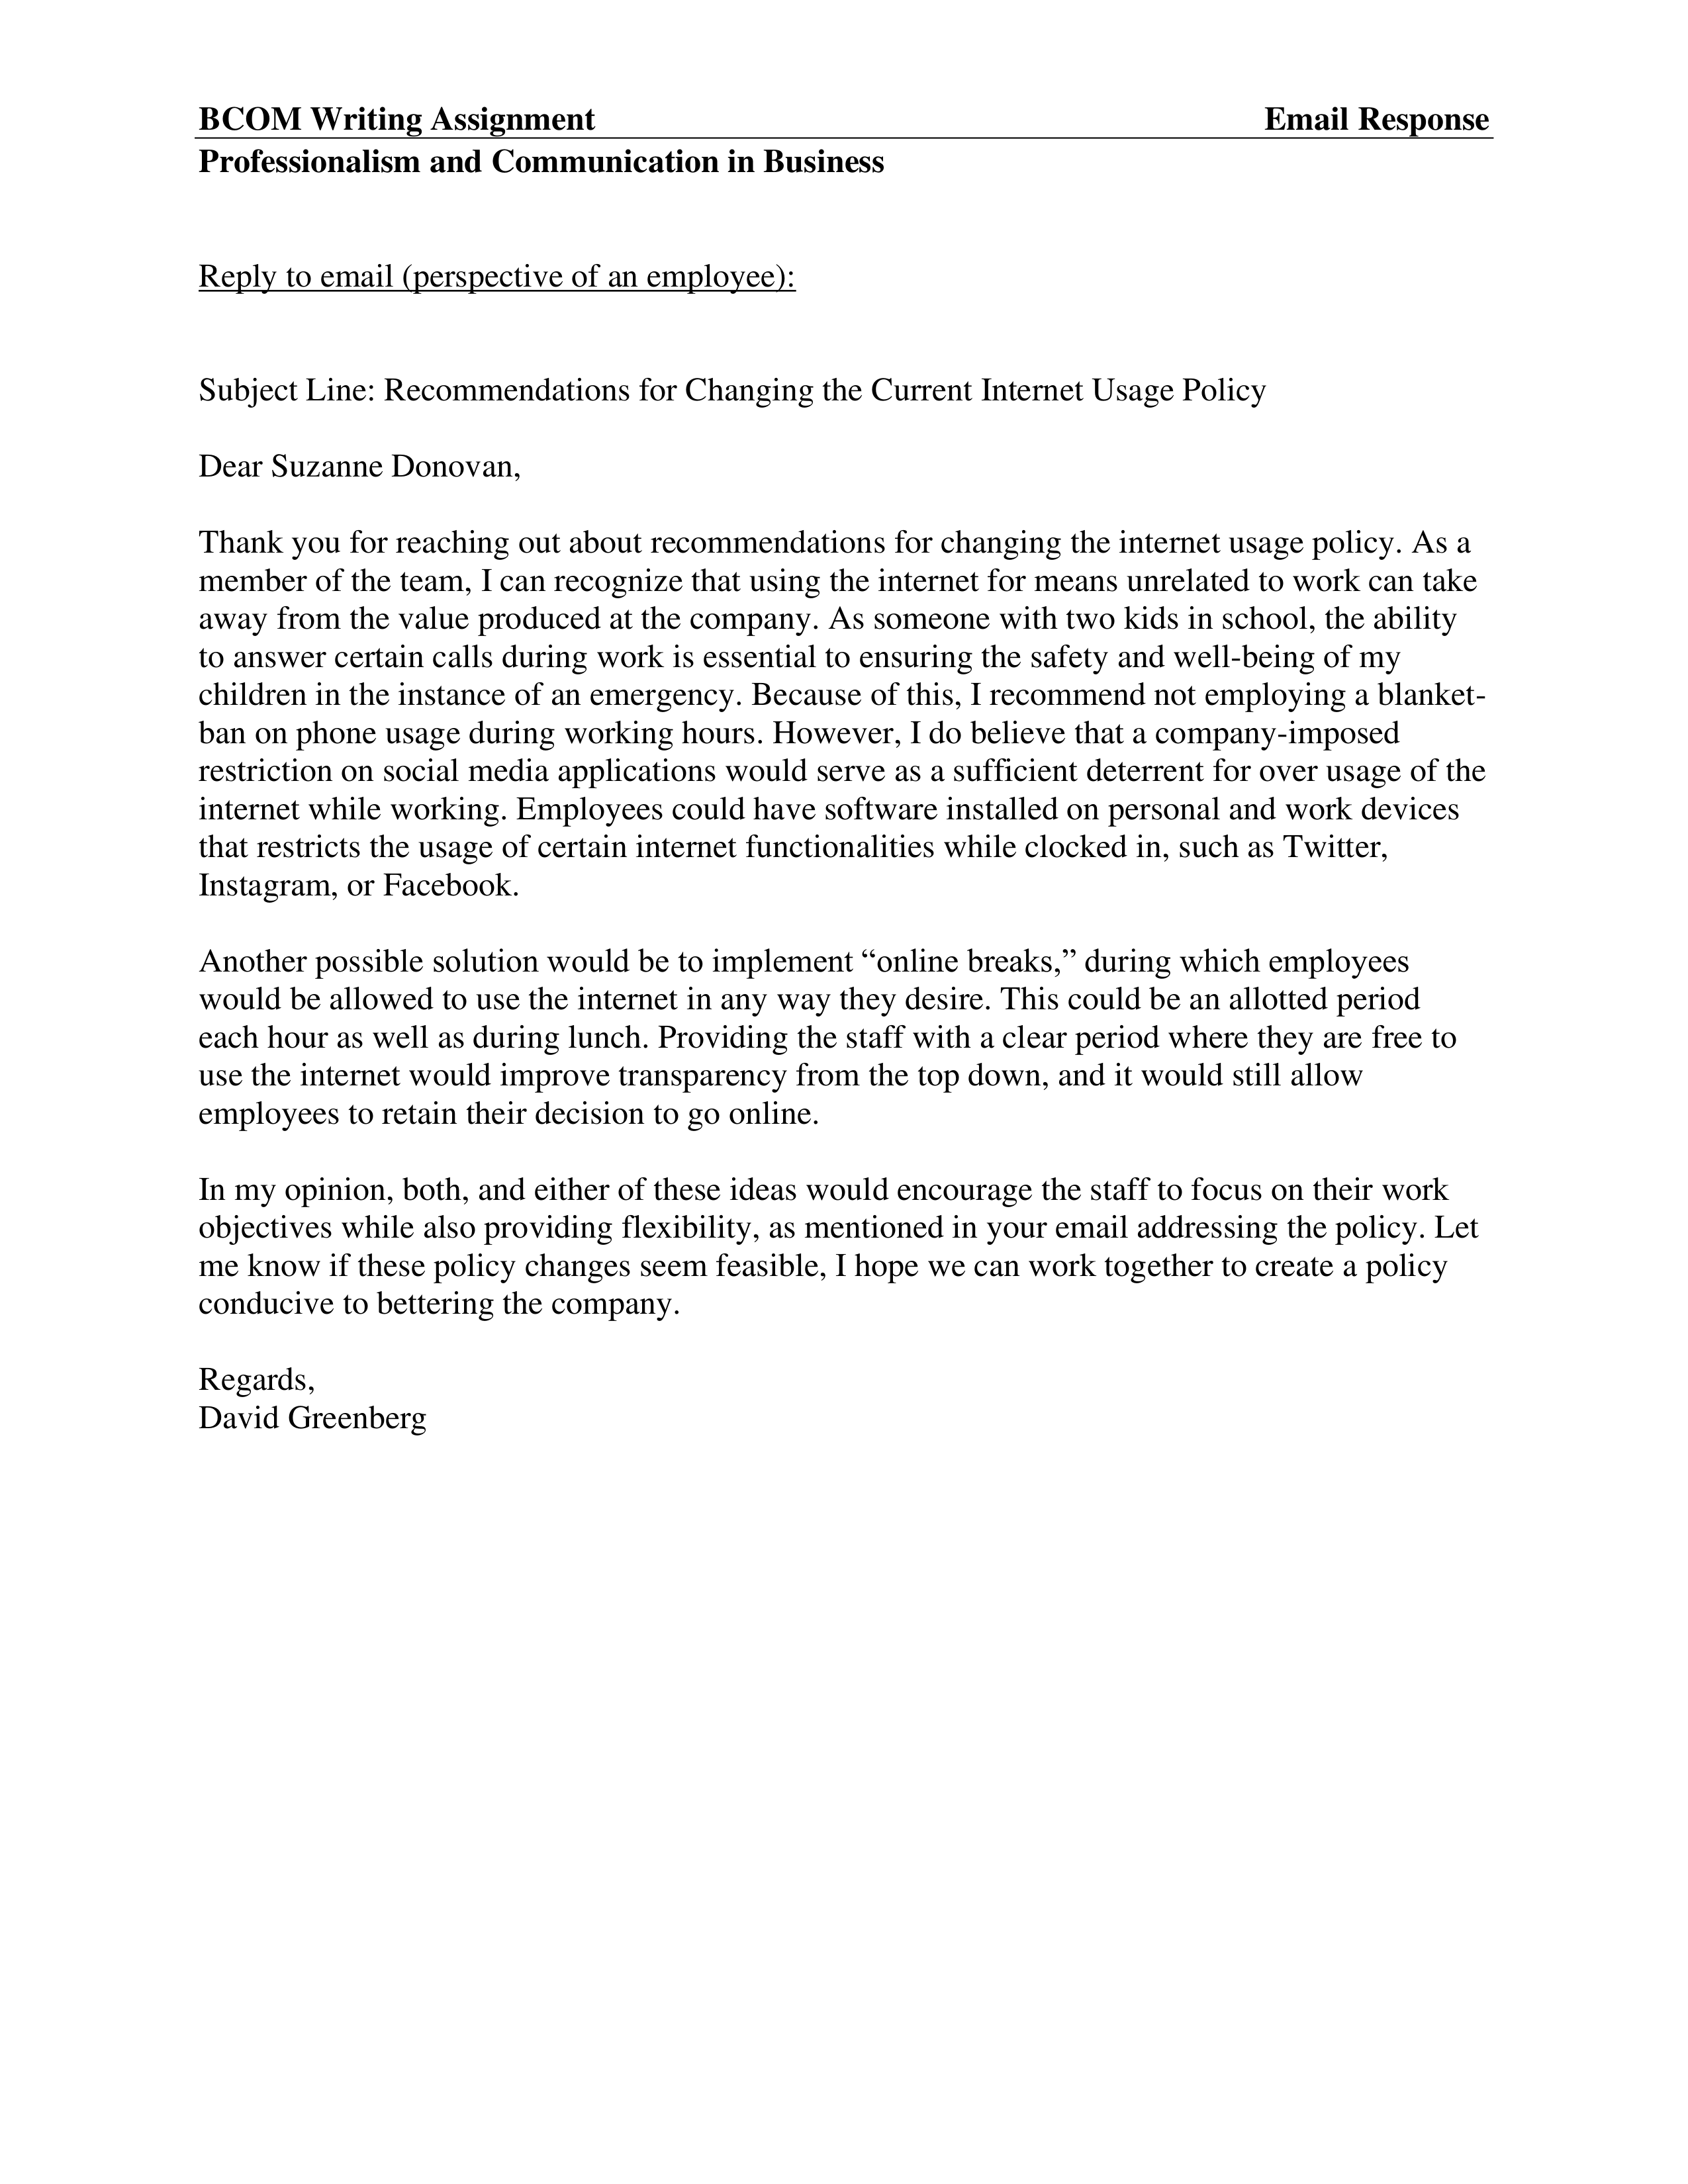 BCOM Writing Assignment Email Response
Professionalism and Communication in Business
Reply to email (perspective of an employee):
Subject Line: Recommendations for Changing the Current Internet Usage Policy
Dear Suzanne Donovan,
Thank you for reaching out about recommendations for changing the internet usage policy. As a
member of the team, I can recognize that using the internet for means unrelated to work can take
away from the value produced at the company. As someone with two kids in school, the ability
to answer certain calls during work is essential to ensuring the safety and well-being of my
children in the instance of an emergency. Because of this, I recommend not employing a blanket-
ban on phone usage during working hours. However, I do believe that a company-imposed
restriction on social media applications would serve as a sufficient deterrent for over usage of the
internet while working. Employees could have software installed on personal and work devices
that restricts the usage of certain internet functionalities while clocked in, such as Twitter,
Instagram, or Facebook.
Another possible solution would be to implement “online breaks,” during which employees
would be allowed to use the internet in any way they desire. This could be an allotted period
each hour as well as during lunch. Providing the staff with a clear period where they are free to
use the internet would improve transparency from the top down, and it would still allow
employees to retain their decision to go online.
In my opinion, both, and either of these ideas would encourage the staff to focus on their work
objectives while also providing flexibility, as mentioned in your email addressing the policy. Let
me know if these policy changes seem feasible, I hope we can work together to create a policy
conducive to bettering the company.
Regards,
David Greenberg